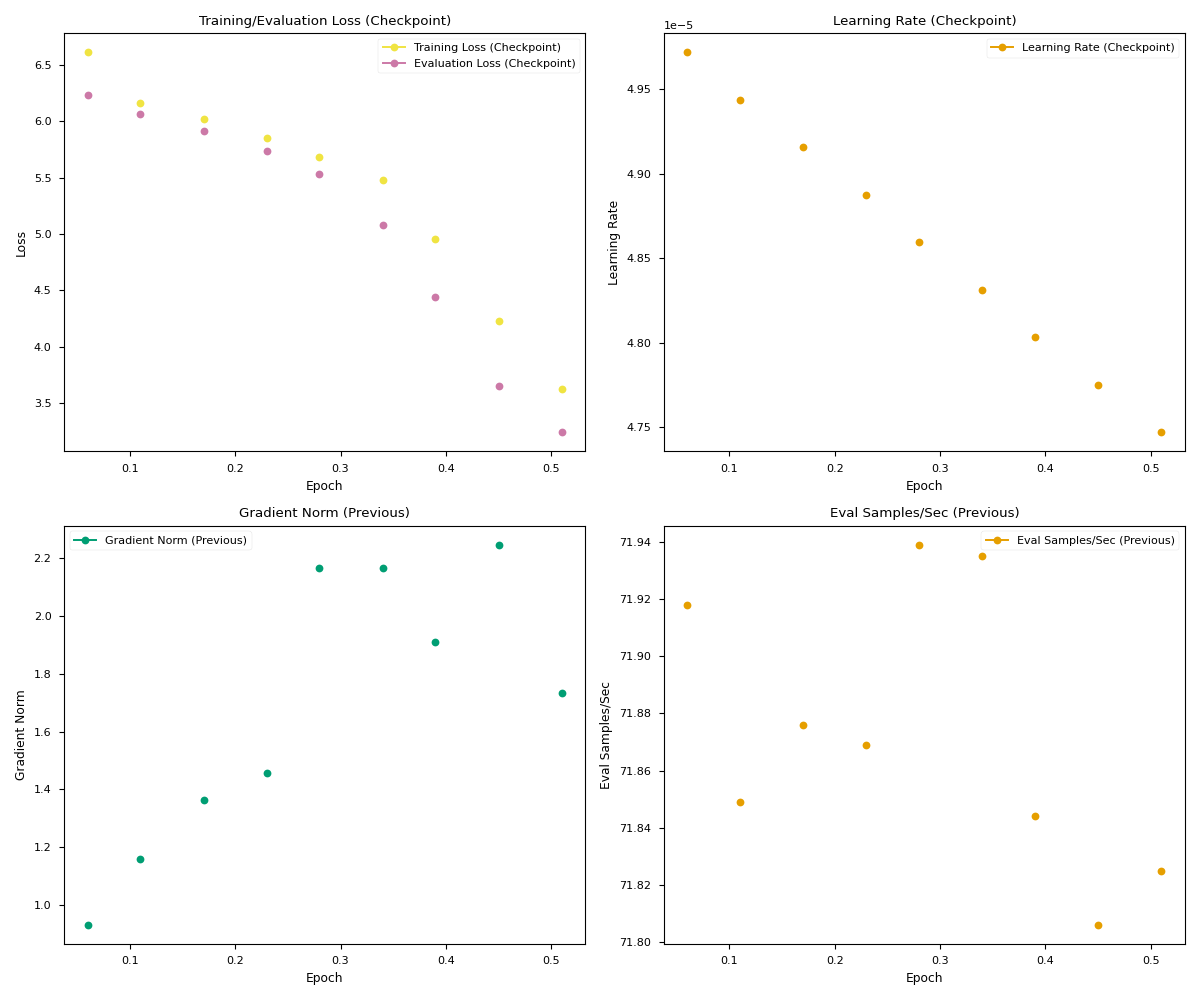 Training/Evaluation Loss (Checkpoint)
Training Loss (Checkpoint)
Evaluation Loss (Checkpoint)
Loss
6.5
6.0
5.5
5.0
4.5
4.0
3.5
0.1 0.2 0.3 0.4 0.5
Epoch
Learning Rate (Checkpoint)
1e−5
Learning Rate (Checkpoint)
Learning Rate
4.95
4.90
4.85
4.80
4.75
0.1 0.2 0.3 0.4 0.5
Epoch
Gradient Norm (Previous)
Gradient Norm (Previous)
Gradient Norm
2.2
2.0
1.8
1.6
1.4
1.2
1.0
0.1 0.2 0.3 0.4 0.5
Epoch
Eval Samples/Sec (Previous)
Eval Samples/Sec (Previous)
Eval Samples/Sec
71.94
71.92
71.90
71.88
71.86
71.84
71.82
71.80
0.1 0.2 0.3 0.4 0.5
Epoch